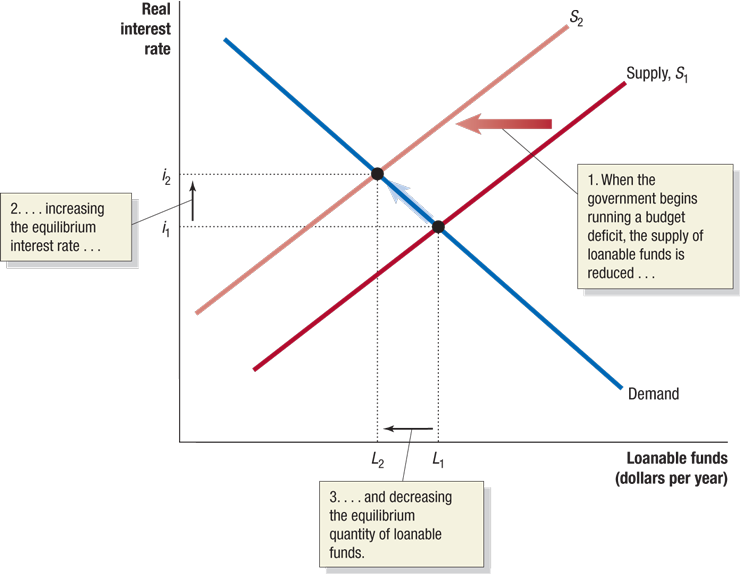 Real
interest
rate
S2
Supply, S1
1. When the
government begins
running a budget
deficit, the supply of
loanable funds is
reduced . . .
i2
2. . . . increasing
the equilibrium
interest rate . . .
i1
Demand
L2
L1
Loanable funds
(dollars per year)
3. . . . and decreasing
the equilibrium
quantity of loanable
funds.